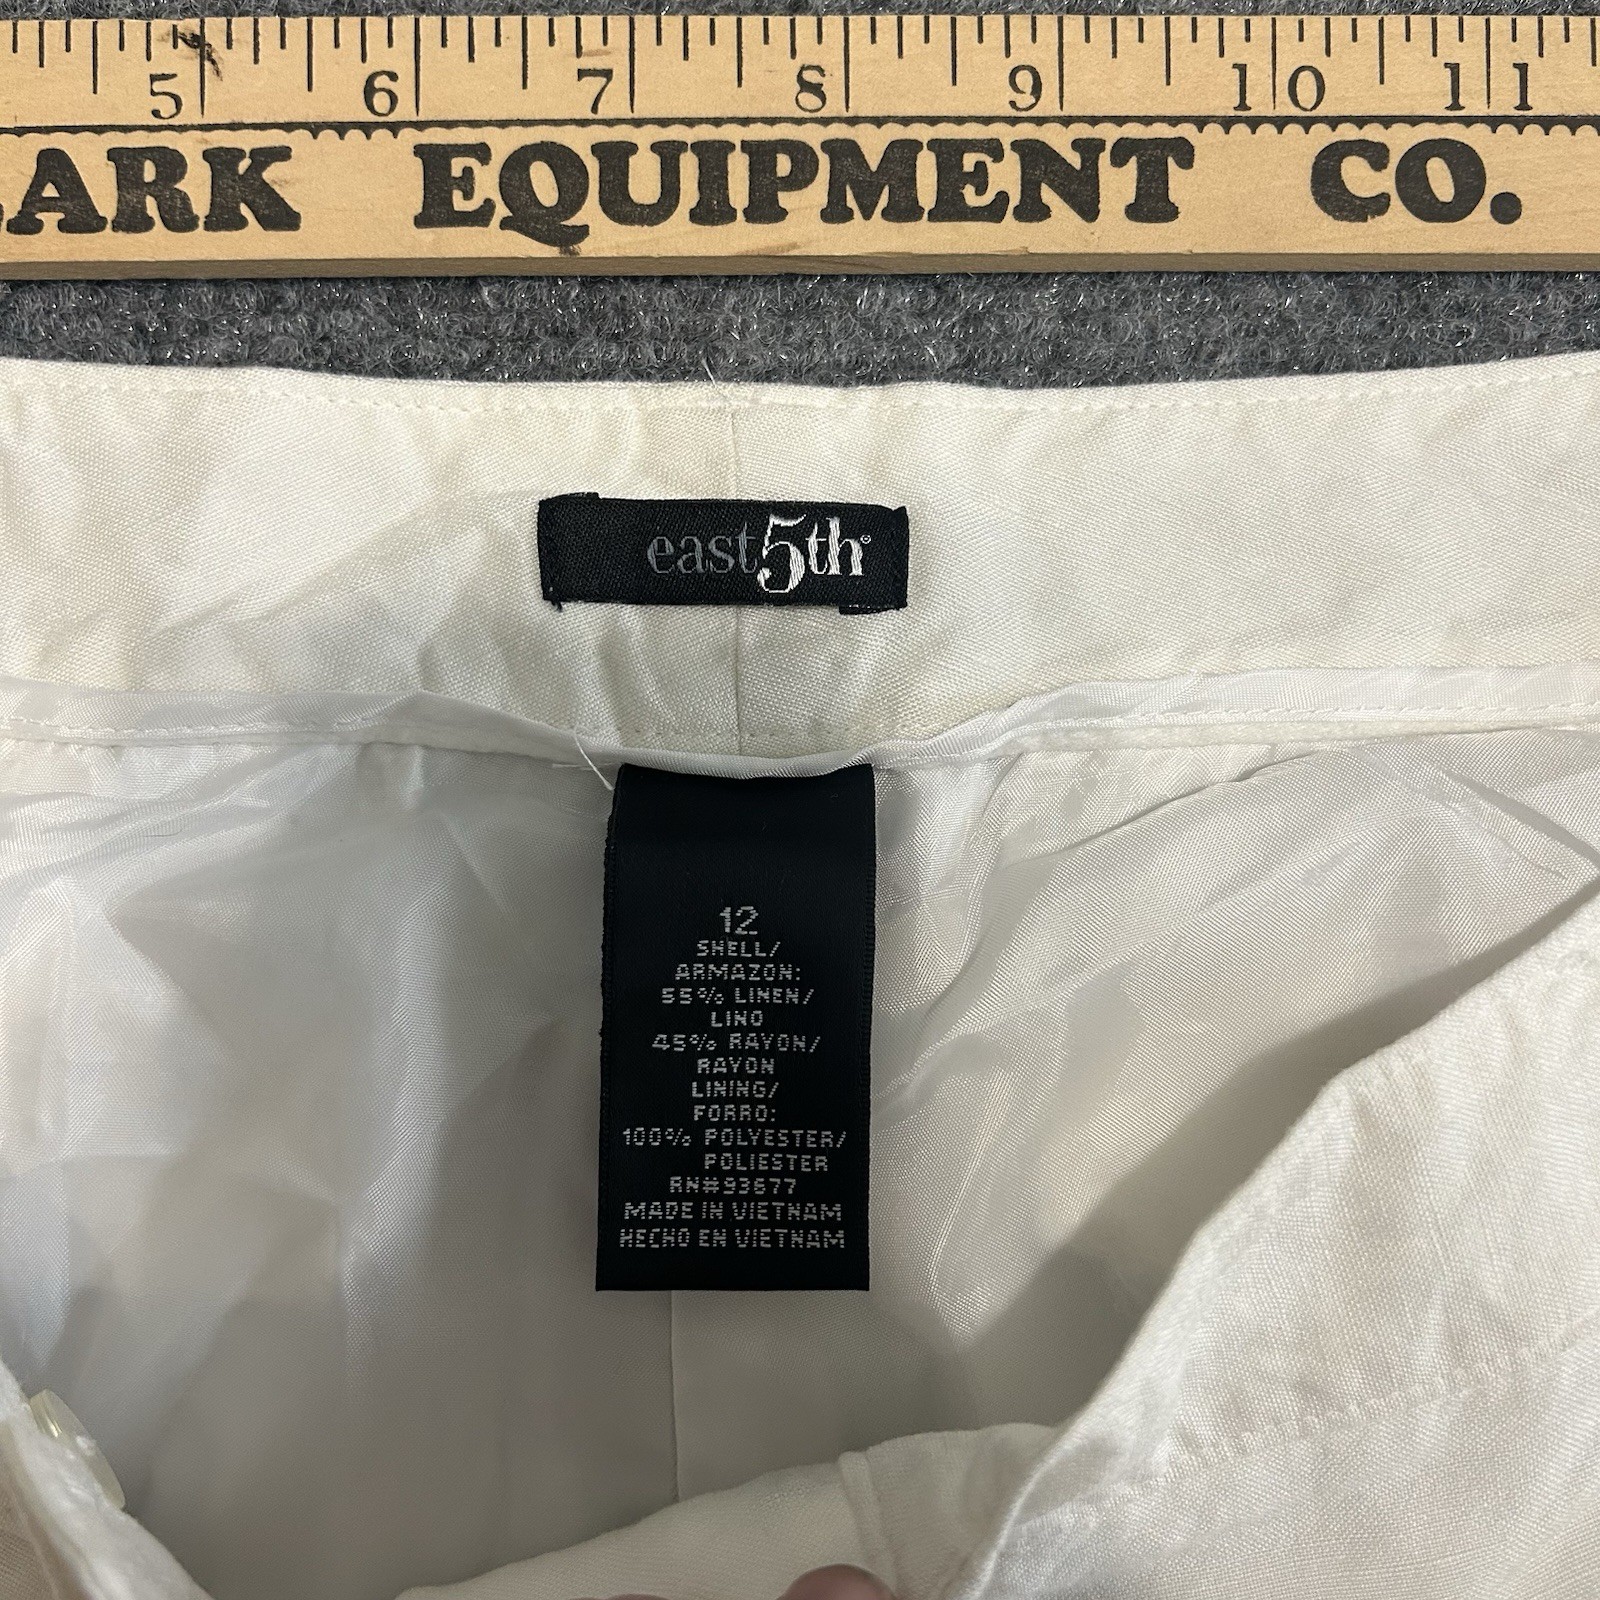 5 6 7 8 9 10 11
ARK EQUIPMENT CO.
east5th
12
SHELL/
ARMAZON:
55% LINEN/
LINO
45% RAYON/
RAYON
LINING/
FORRO:
100% POLYESTER/
POLIESTER
RN#93677
MADE IN VIETNAM
HECHO EN VIETNAM